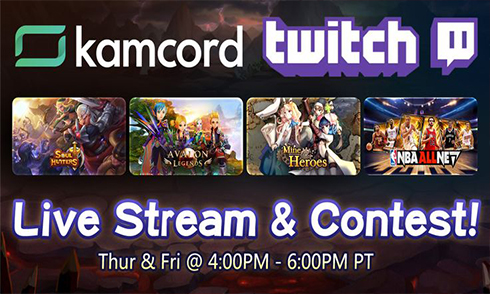 kamcord twitch
SOUL
HUNTERS
AVALON
LEGENDS
Mine
Heroes
NBA ALL NET
Live Stream & Contest!
Thur & Fri @ 4:00PM - 6:00PM PT